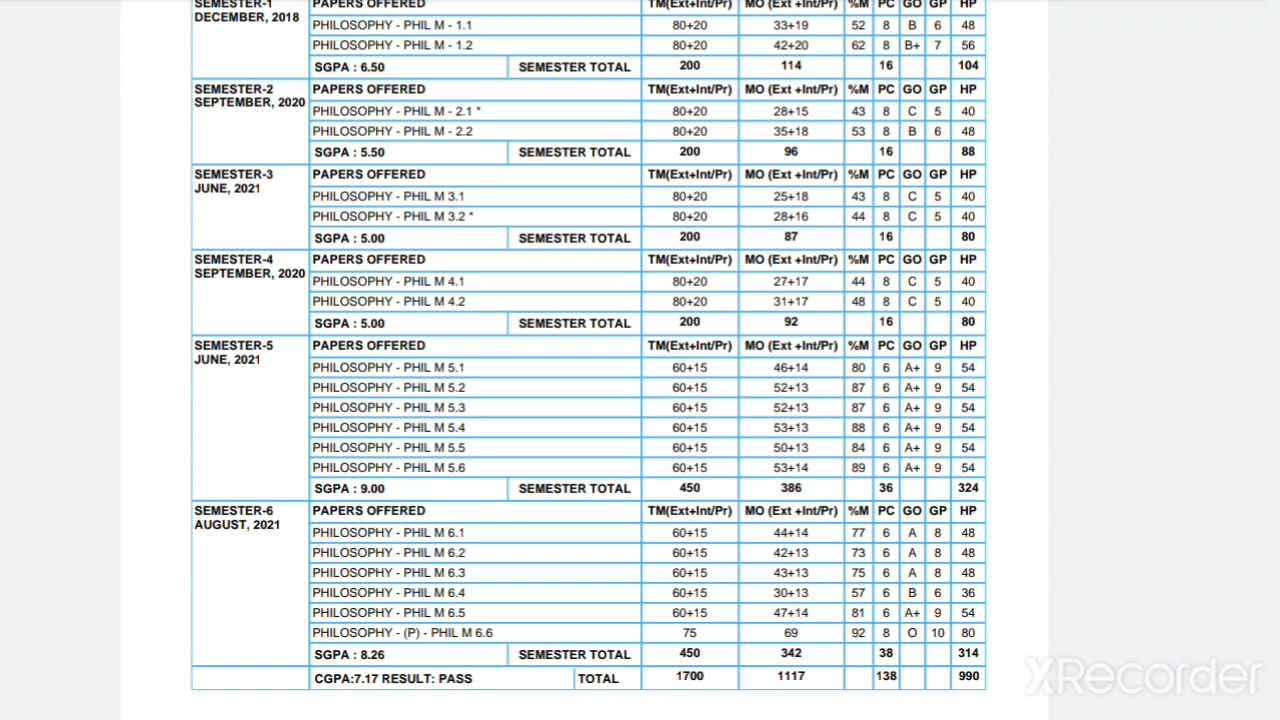 SEMESTER-1 PAPERS OFFERED TM(Ext+Int/Pr) MO (Ext +Int/Pr) %M PC GO GP HP
DECEMBER, 2018
PHILOSOPHY - PHIL M - 1.1 80+20 33+19 52 8 B 6 48
PHILOSOPHY - PHIL M - 1.2 80+20 42+20 62 8 B+ 7 56
SGPA : 6.50 SEMESTER TOTAL 200 114 16 104
SEMESTER-2 PAPERS OFFERED TM(Ext+Int/Pr) MO (Ext +Int/Pr) %M PC GO GP HP
SEPTEMBER, 2020
PHILOSOPHY - PHIL M - 2.1 * 80+20 28+15 43 8 C 5 40
PHILOSOPHY - PHIL M - 2.2 80+20 35+18 53 8 B 6 48
SGPA : 5.50 SEMESTER TOTAL 200 96 16 88
SEMESTER-3 PAPERS OFFERED TM(Ext+Int/Pr) MO (Ext +Int/Pr) %M PC GO GP HP
JUNE, 2021
PHILOSOPHY - PHIL M 3.1 80+20 25+18 43 8 C 5 40
PHILOSOPHY - PHIL M 3.2 * 80+20 28+16 44 8 C 5 40
SGPA : 5.00 SEMESTER TOTAL 200 87 16 80
SEMESTER-4 PAPERS OFFERED TM(Ext+Int/Pr) MO (Ext +Int/Pr) %M PC GO GP HP
SEPTEMBER, 2020
PHILOSOPHY - PHIL M 4.1 80+20 27+17 44 8 C 5 40
PHILOSOPHY - PHIL M 4.2 80+20 31+17 48 8 C 5 40
SGPA : 5.00 SEMESTER TOTAL 200 92 16 80
SEMESTER-5 PAPERS OFFERED TM(Ext+Int/Pr) MO (Ext +Int/Pr) %M PC GO GP HP
JUNE, 2021
PHILOSOPHY - PHIL M 5.1 60+15 46+14 80 6 A+ 9 54
PHILOSOPHY - PHIL M 5.2 60+15 52+13 87 6 A+ 9 54
PHILOSOPHY - PHIL M 5.3 60+15 52+13 87 6 A+ 9 54
PHILOSOPHY - PHIL M 5.4 60+15 53+13 88 6 A+ 9 54
PHILOSOPHY - PHIL M 5.5 60+15 50+13 84 6 A+ 9 54
PHILOSOPHY - PHIL M 5.6 60+15 53+14 89 6 A+ 9 54
SGPA : 9.00 SEMESTER TOTAL 450 386 36 324
SEMESTER-6 PAPERS OFFERED TM(Ext+Int/Pr) MO (Ext +Int/Pr) %M PC GO GP HP
AUGUST, 2021
PHILOSOPHY - PHIL M 6.1 60+15 44+14 77 6 A 8 48
PHILOSOPHY - PHIL M 6.2 60+15 42+13 73 6 A 8 48
PHILOSOPHY - PHIL M 6.3 60+15 43+13 75 6 A 8 48
PHILOSOPHY - PHIL M 6.4 60+15 30+13 57 6 B 6 36
PHILOSOPHY - PHIL M 6.5 60+15 47+14 81 6 A+ 9 54
PHILOSOPHY - (P) - PHIL M 6.6 75 69 92 8 O 10 80
SGPA : 8.26 SEMESTER TOTAL 450 342 38 314
CGPA:7.17 RESULT: PASS TOTAL 1700 1117 138 990
XRecorder